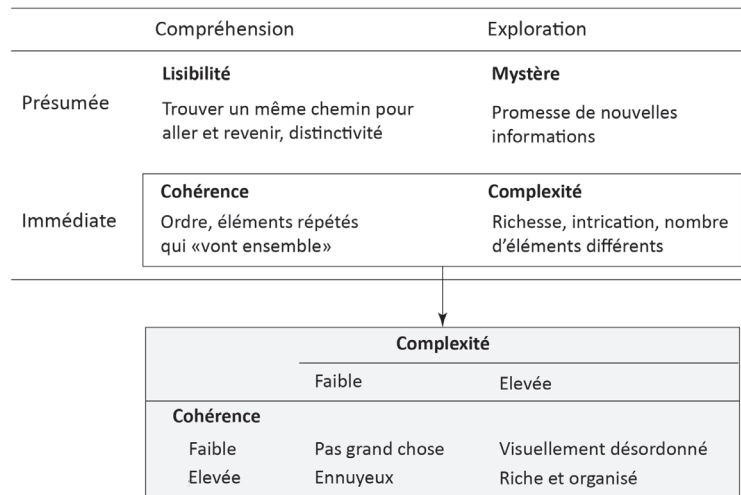 Compréhension Exploration
Présumée
Lisibilité
Trouver un même chemin pour
aller et revenir, distinctivité
Mystère
Promesse de nouvelles
informations
Immédiate
Cohérence
Ordre, éléments répétés
qui «vont ensemble»
Complexité
Richesse, intrication, nombre
d'éléments différents
Complexité
Faible Elevée
Cohérence
Faible Pas grand chose Visuellement désordonné
Elevée Ennuyeux Riche et organisé